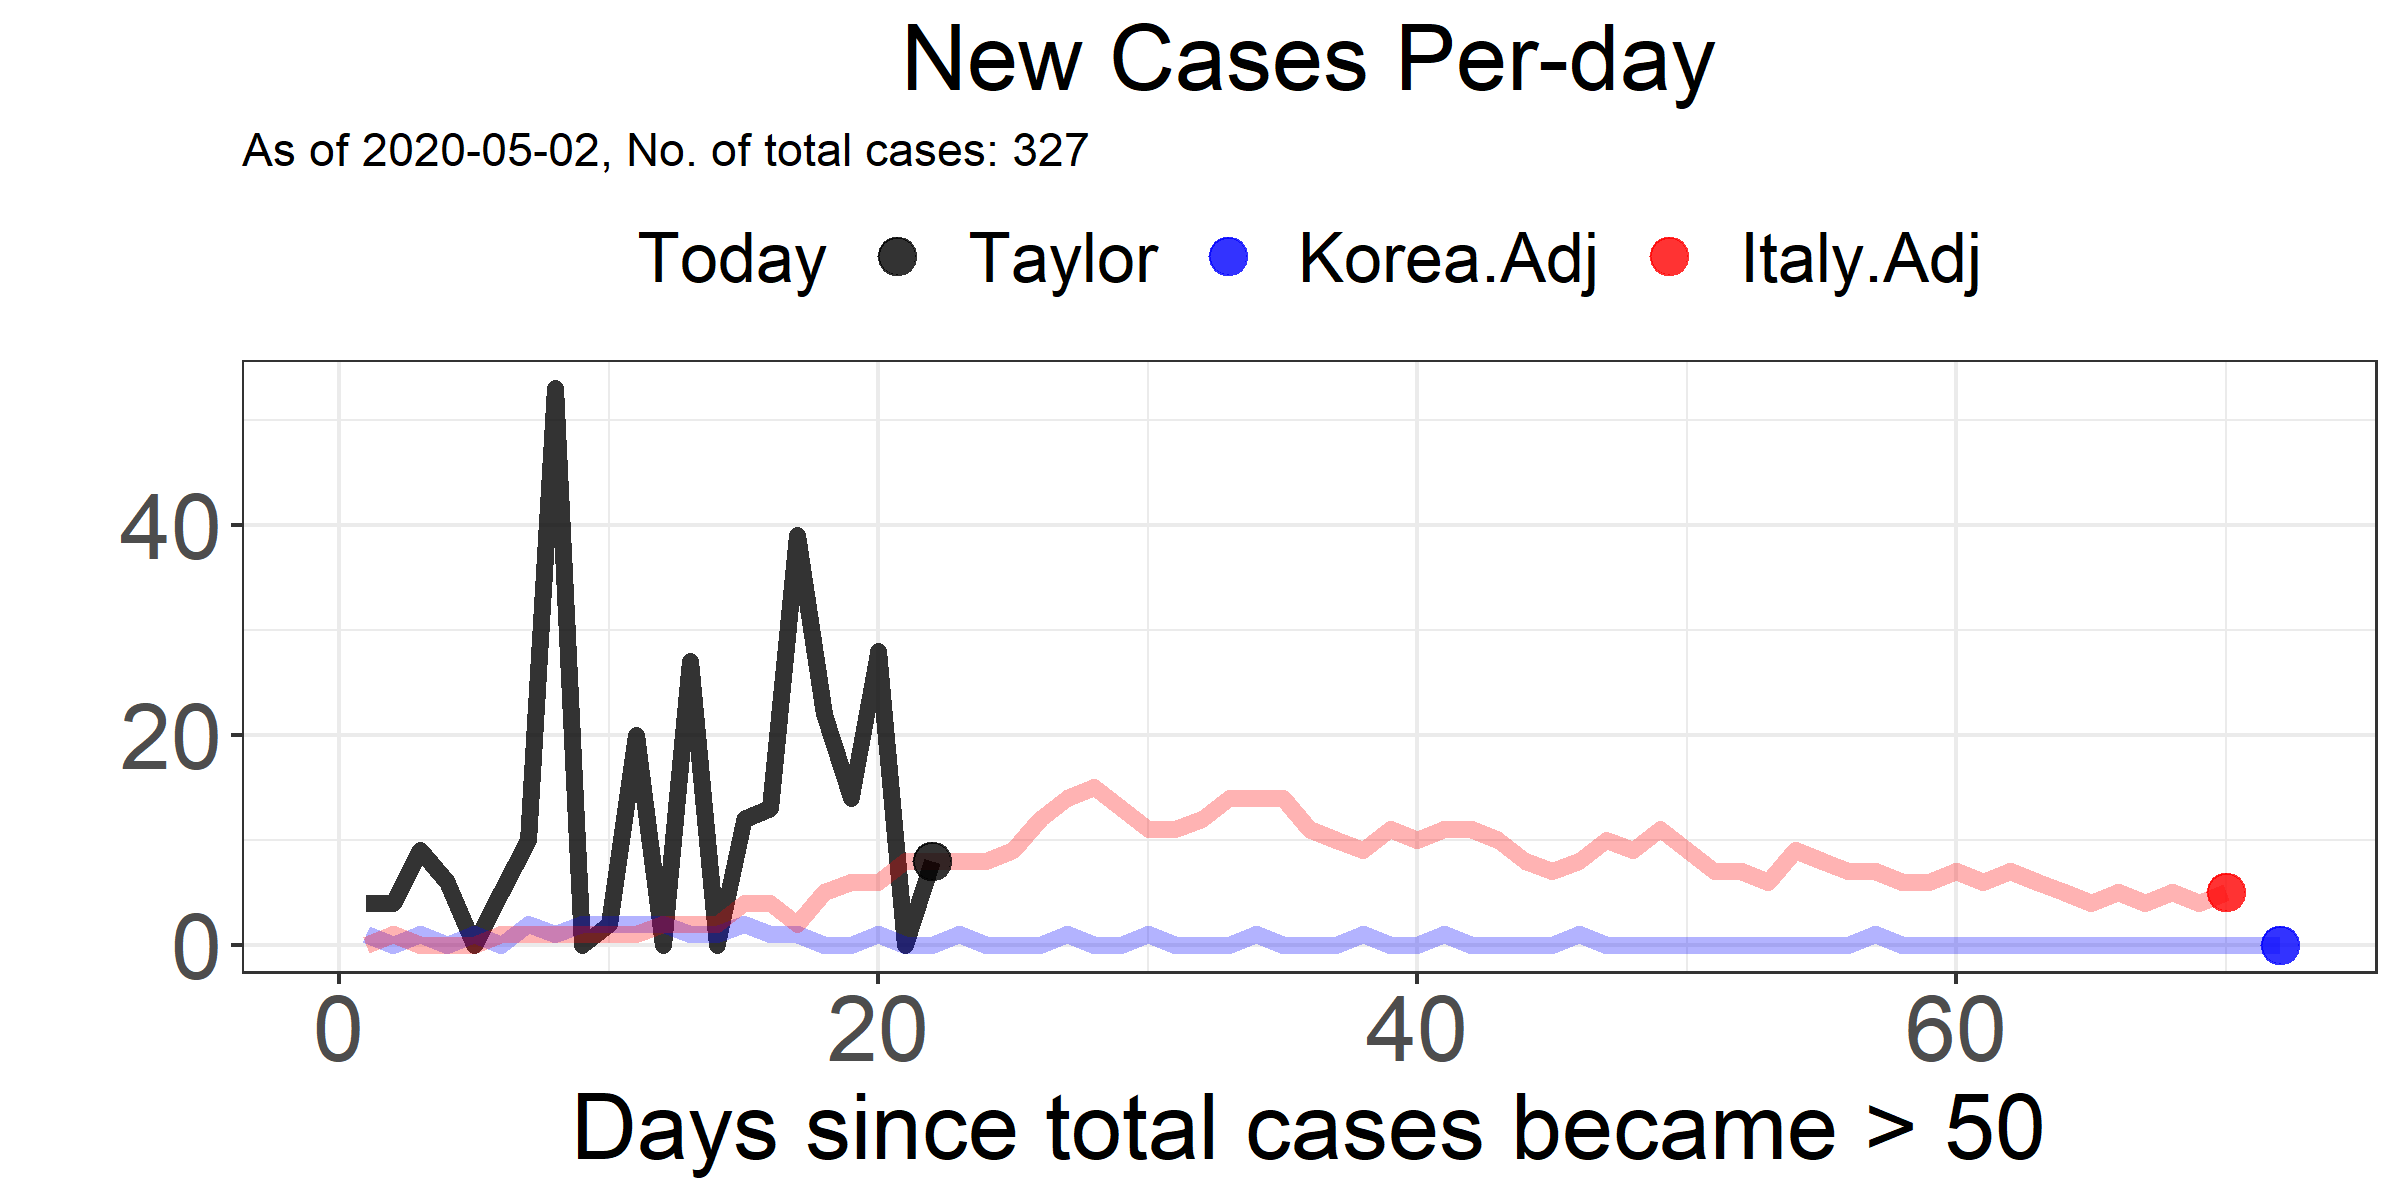 New Cases Per-day
As of 2020-05-02, No. of total cases: 327
Today Taylor Korea.Adj Italy.Adj
40
20
0
0 20 40 60
Days since total cases became > 50